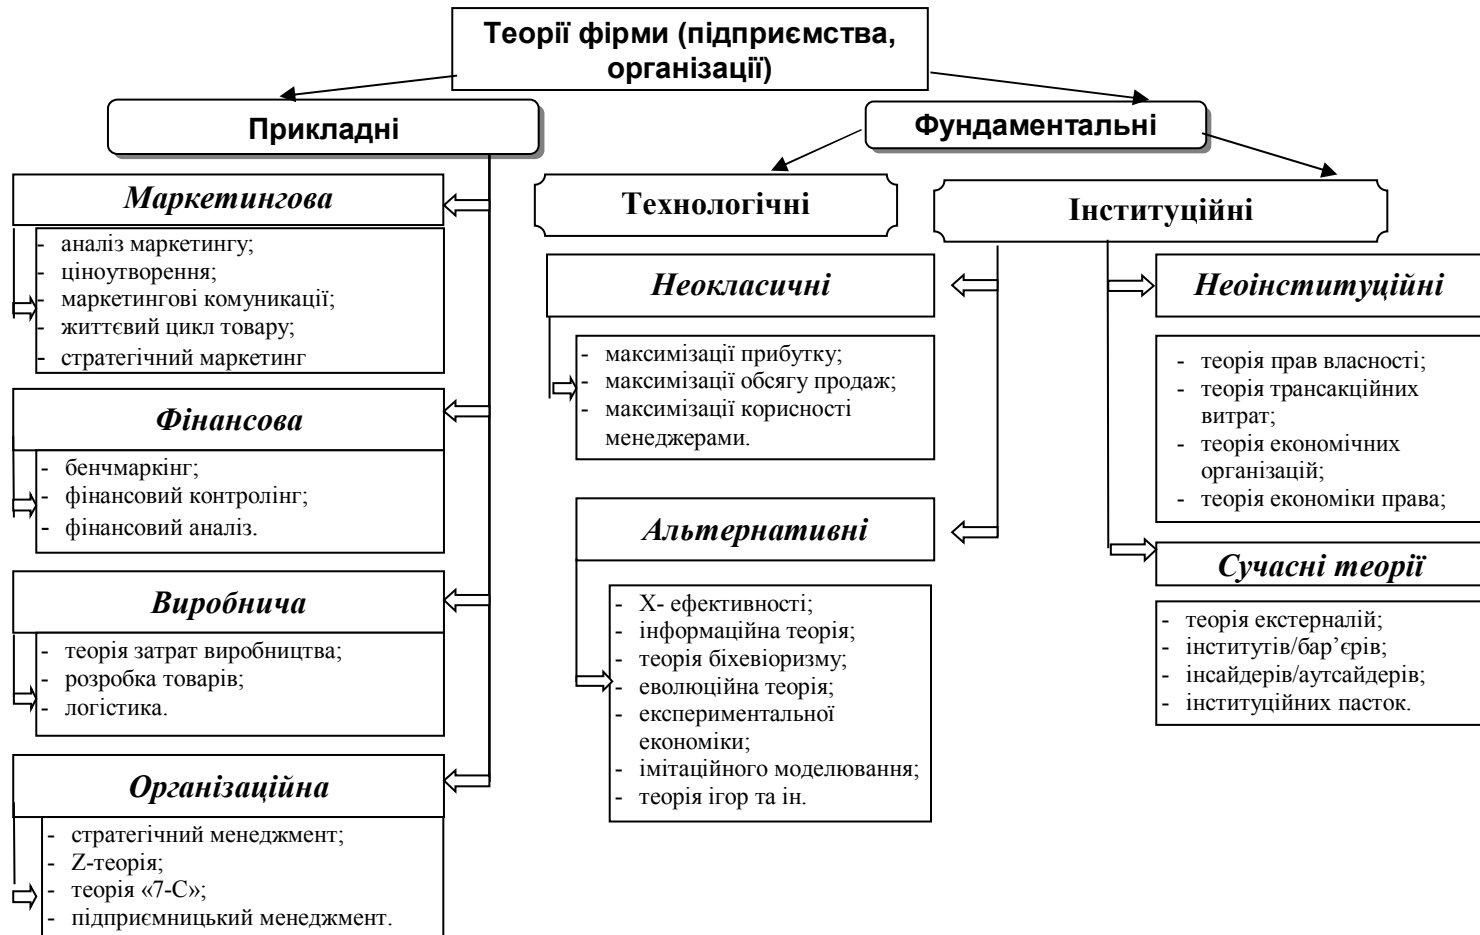 Теорії фірми (підприємства,
організації)
Прикладні
Фундаментальні
Маркетингова
- аналіз маркетингу;
- ціноутворення;
- маркетингові комуникації;
- життєвий цикл товару;
- стратегічний маркетинг
Фінансова
- бенчмаркінг;
- фінансовий контролінг;
- фінансовий аналіз.
Виробнича
- теорія затрат виробництва;
- розробка товарів;
- логістика.
Організаційна
- стратегічний менеджмент;
- Z-теорія;
- теорія «7-С»;
- підприємницький менеджмент.
Технологічні
Інституційні
Неокласичні
- максимізації прибутку;
- максимізації обсягу продаж;
- максимізації корисності
менеджерами.
Альтернативні
- Х- ефективності;
- інформаційна теорія;
- теорія біхевіоризму;
- еволюційна теорія;
- експериментальної
економіки;
- імітаційного моделювання;
- теорія ігор та ін.
Неоінституційні
- теорія прав власності;
- теорія трансакційних
витрат;
- теорія економічних
організацій;
- теорія економіки права;
Сучасні теорії
- теорія екстерналій;
- інститутів/бар’єрів;
- інсайдерів/аутсайдерів;
- інституційних пасток.